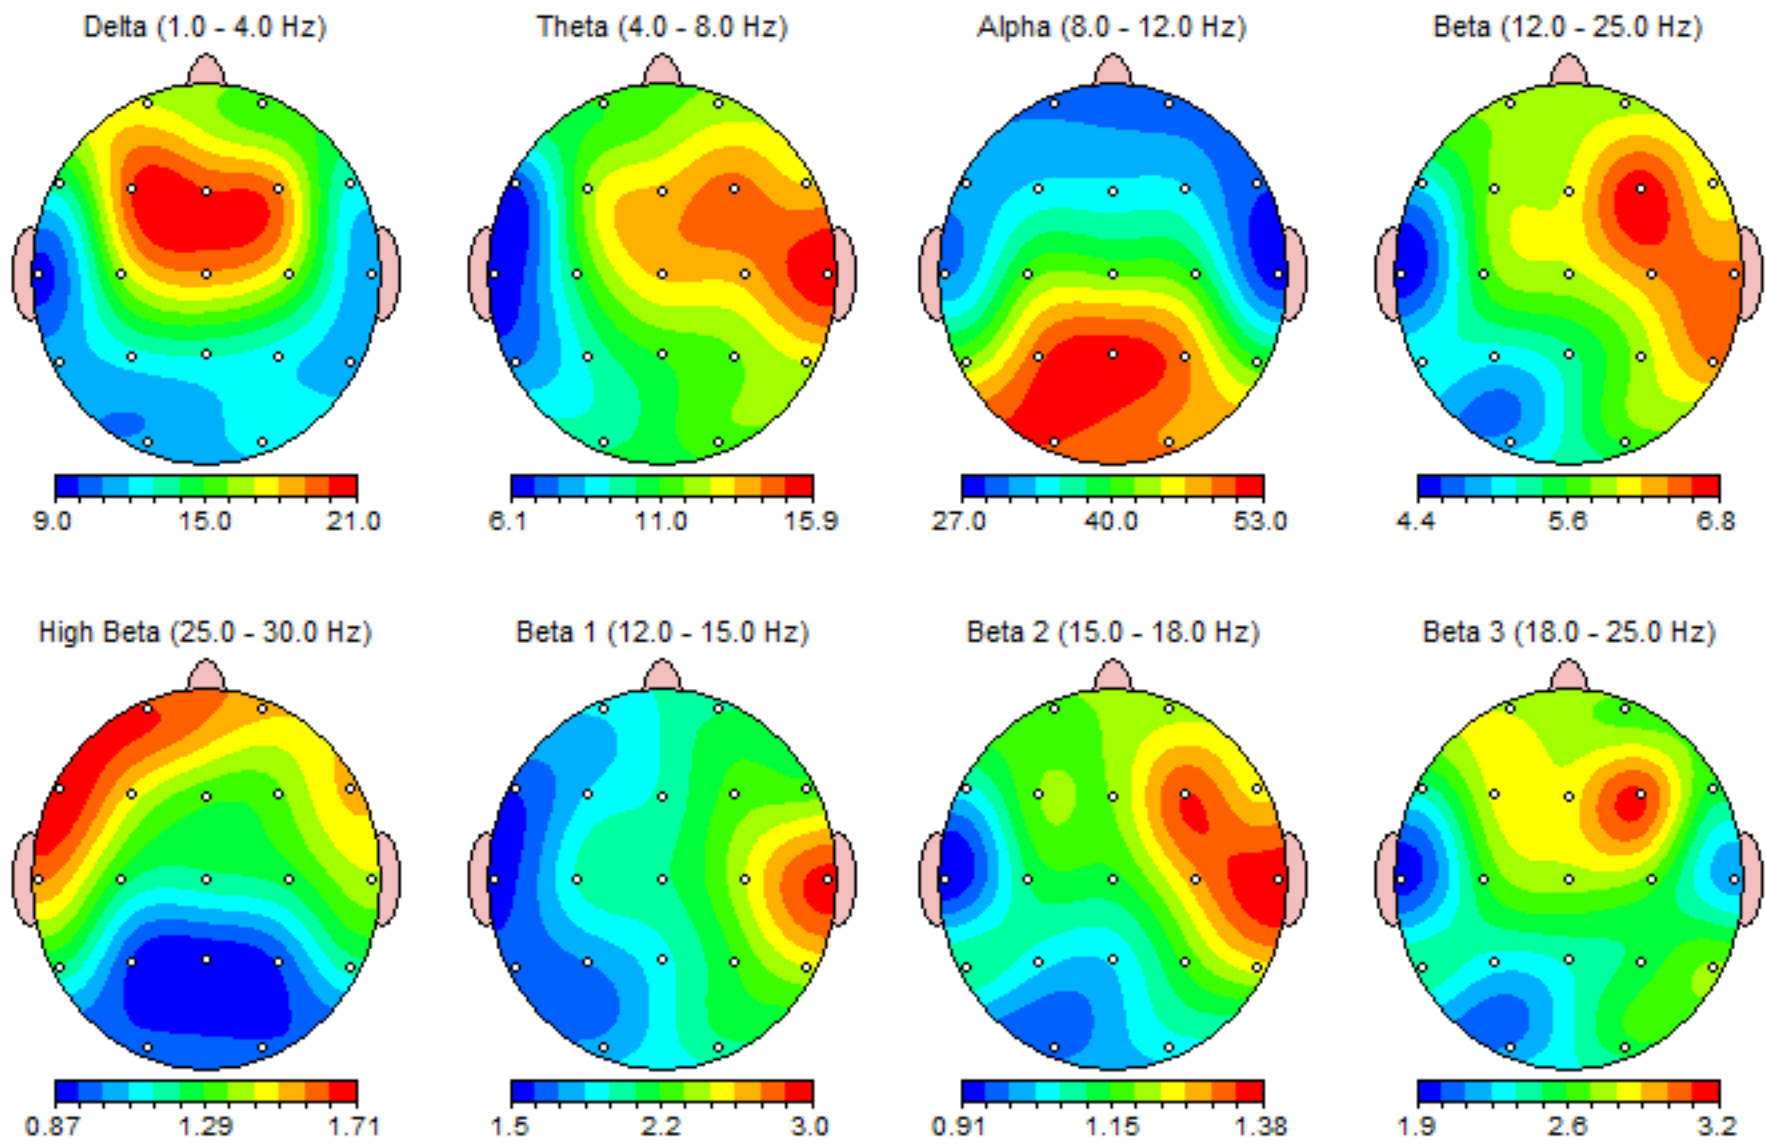 Delta (1.0 - 4.0 Hz)
Theta (4.0 - 8.0 Hz)
Alpha (8.0 - 12.0 Hz)
Beta (12.0 - 25.0 Hz)
9.0 15.0 21.0
6.1 11.0 15.9
27.0 40.0 53.0
4.4 5.6 6.8
High Beta (25.0 - 30.0 Hz)
Beta 1 (12.0 - 15.0 Hz)
Beta 2 (15.0 - 18.0 Hz)
Beta 3 (18.0 - 25.0 Hz)
0.87 1.29 1.71
1.5 2.2 3.0
0.91 1.15 1.38
1.9 2.6 3.2